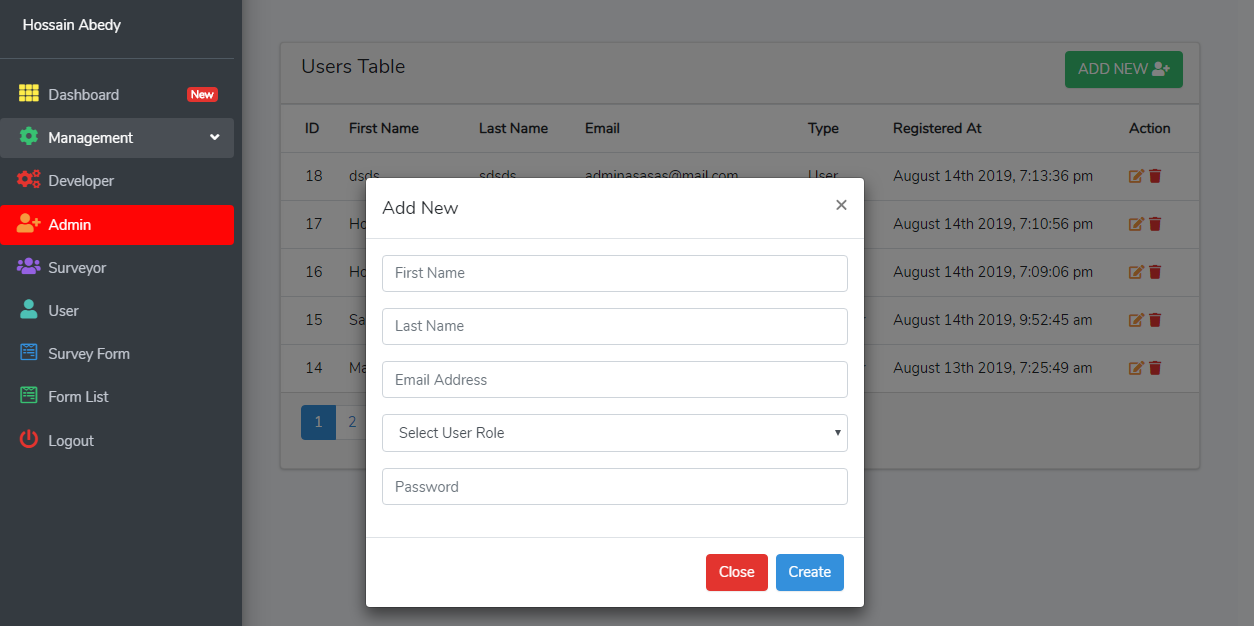 Hossain Abedy
Dashboard New
Management
Developer
Admin
Surveyor
User
Survey Form
Form List
Logout
Users Table
ADD NEW
ID First Name Last Name Email Type Registered At Action
18 dsds sdsds adminasasas@mail.com User August 14th 2019, 7:13:36 pm
17 Ho August 14th 2019, 7:10:56 pm
16 Ho August 14th 2019, 7:09:06 pm
15 Sa August 14th 2019, 9:52:45 am
14 Ma August 13th 2019, 7:25:49 am
1 2
Add New ×
First Name
Last Name
Email Address
Select User Role
Password
Close Create